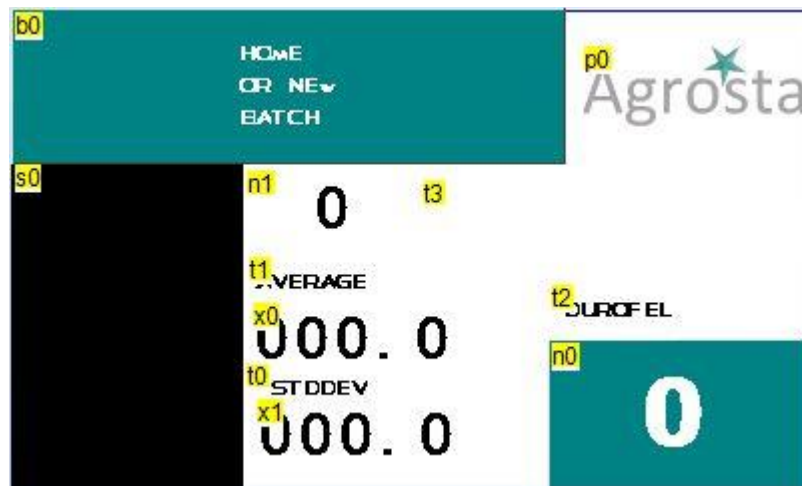 b0
HOME
OR NEW
BATCH
p0
Agrosta
s0
n1
0
t3
t1
AVERAGE
x0
000.0
t2
DUROFEL
n0
0
t0
STDDEV
x1
000.0